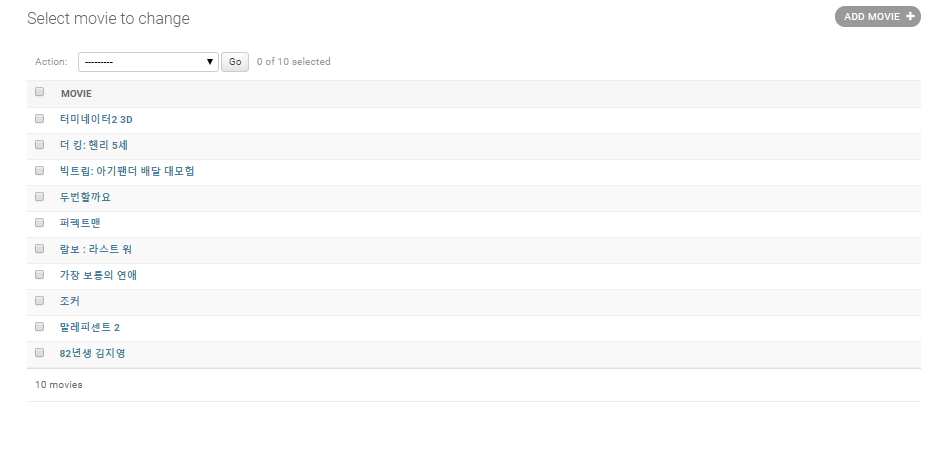 Select movie to change
ADD MOVIE +
Action: --------- Go 0 of 10 selected
MOVIE
터미네이터2 3D
더 킹: 헨리 5세
빅트립: 아기팬더 배달 대모험
두번할까요
퍼펙트맨
람보 : 라스트 워
가장 보통의 연애
조커
말레피센트 2
82년생 김지영
10 movies